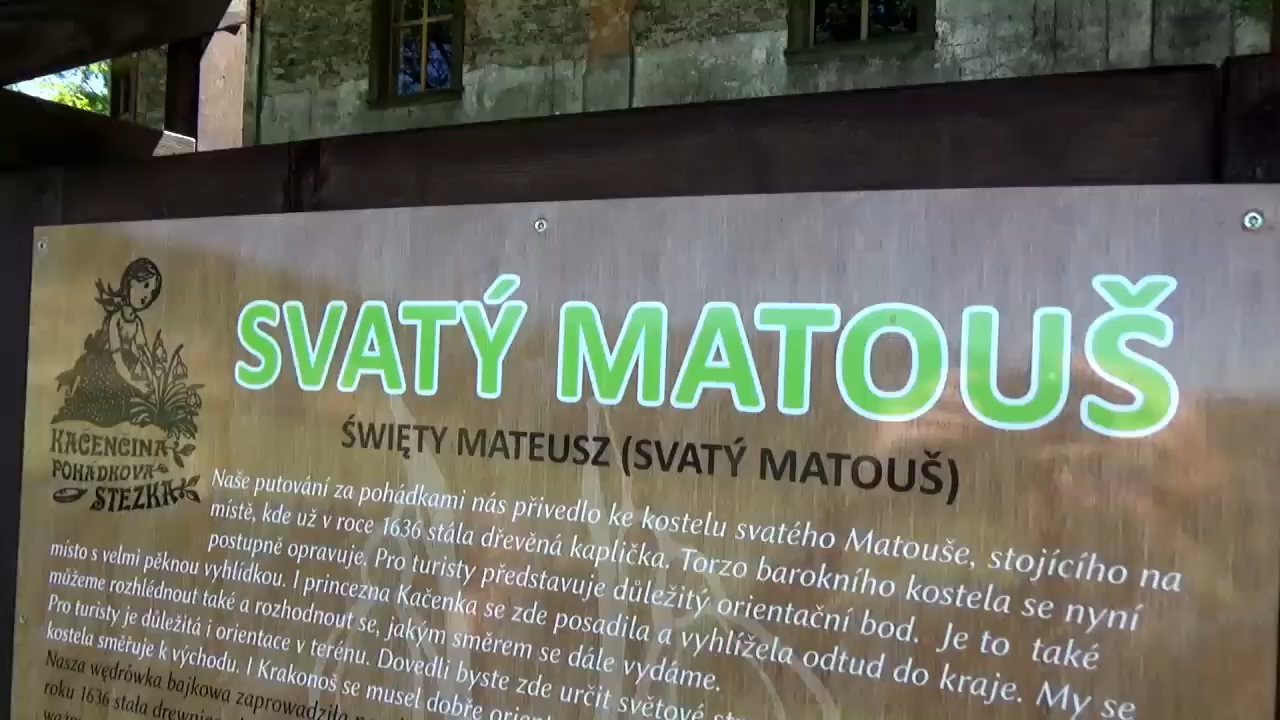 SVATÝ MATOUŠ
ŚWIĘTY MATEUSZ (SVATÝ MATOUŠ)
KAČENČINA
POHÁDKOVÁ
STEZKA
Naše putování za pohádkami nás přivedlo ke kostelu svatého Matouše, stojícího na
místě, kde už v roce 1636 stála dřevěná kaplička. Torzo barokního kostela se nyní
postupně opravuje. Pro turisty představuje důležitý orientační bod. Je to také
místo s velmi pěknou vyhlídkou. I princezna Kačenka se zde posadila a vyhlížela odtud do kraje. My se
můžeme rozhlédnout také a rozhodnout se, jakým směrem se dále vydáme.
Pro turisty je důležitá i orientace v terénu. Dovedli byste zde určit světové
kostela směřuje k východu. I Krakonoš se musel dobře
Nasza wędrówka bajkowa zaprowadziła
roku 1636 stała